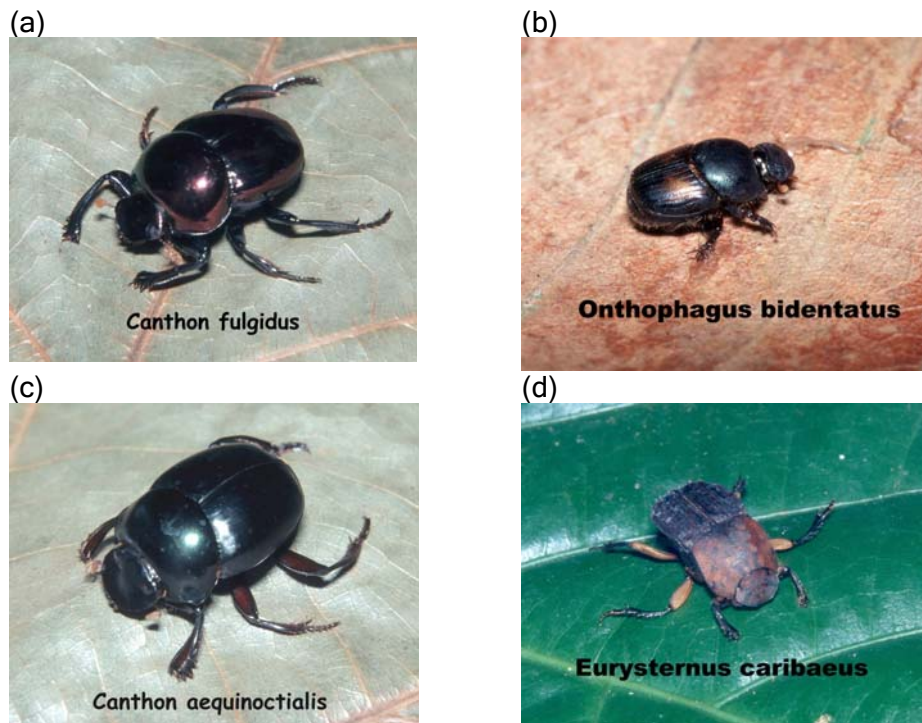 (a)
(b)
Canthon fulgidus
Onthophagus bidentatus
(c)
(d)
Canthon aequinoctialis
Eurysternus caribaeus